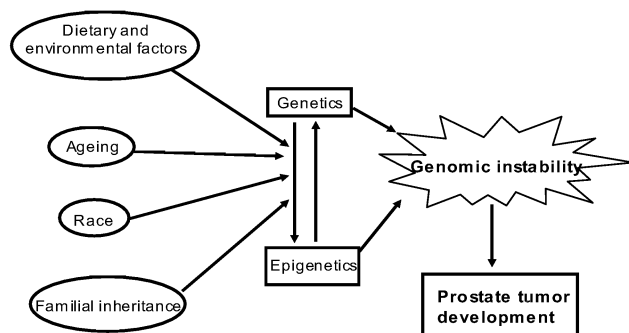 Dietary and
environmental factors
Ageing
Race
Familial inheritance
Genetics
Epigenetics
Genomic instability
Prostate tumor
development